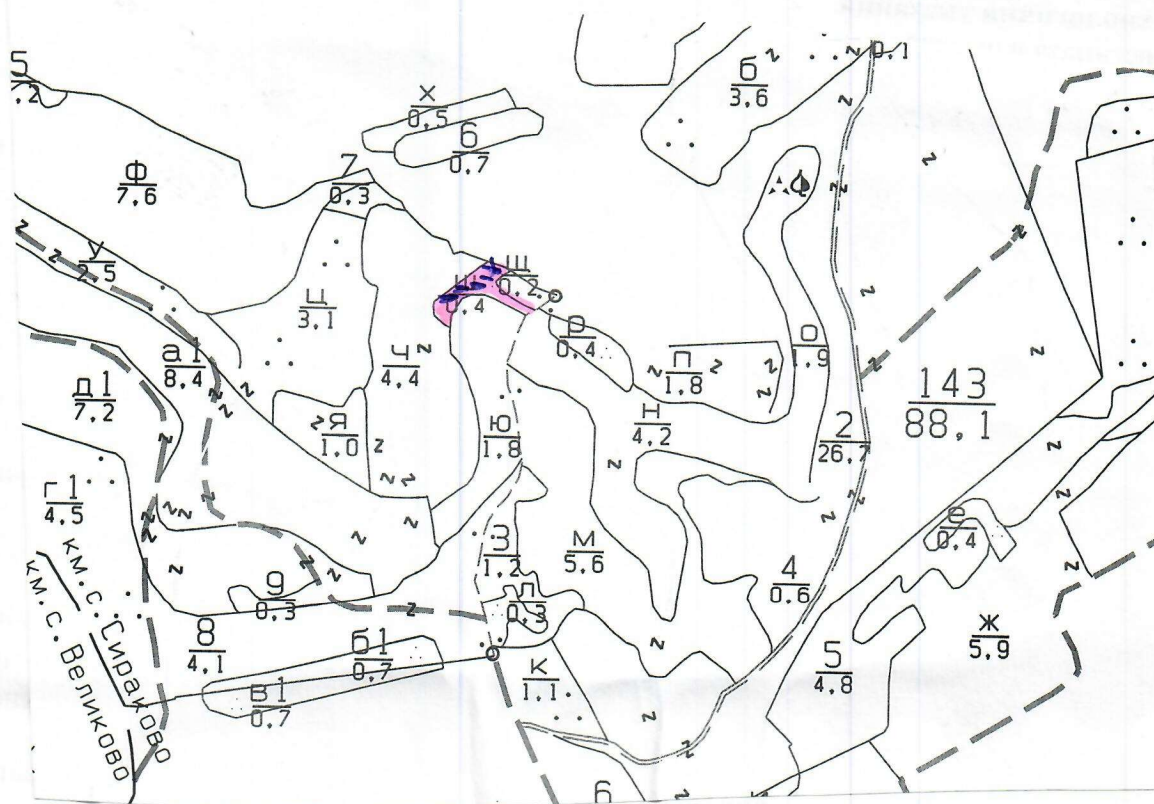 5
,2
0,1
б
3,6
х
0,5
6
0,7
7
0,3
ф
7,6
у
2,5
ш
0,4
щ
0,2
ц
3,1
р
0,4
о
1,9
п
1,8
а1
8,4
ч
4,4
143
88,1
д1
7,2
я
1,0
ю
1,8
н
4,2
2
26,7
г1
4,5
е
0,4
3
1,2
м
5,6
4
0,6
9
0,3
л
0,3
км.с.Сираково
км.с.Великово
8
4,1
б1
0,7
ж
5,9
5
4,8
к
1,1
в1
0,7
6